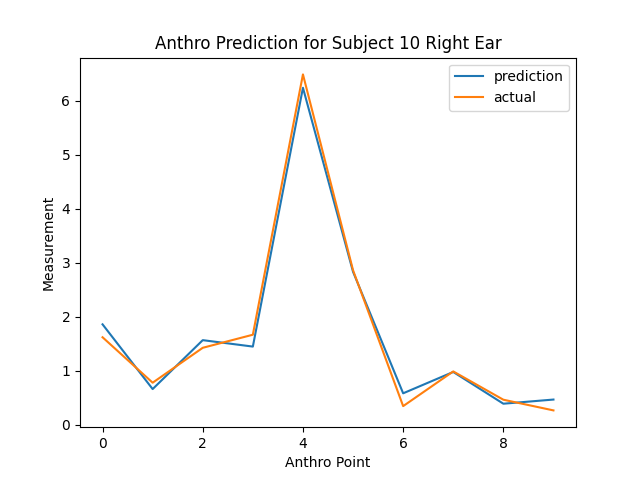 Anthro Prediction for Subject 10 Right Ear
prediction
actual
Measurement
6
5
4
3
2
1
0
0 2 4 6 8
Anthro Point